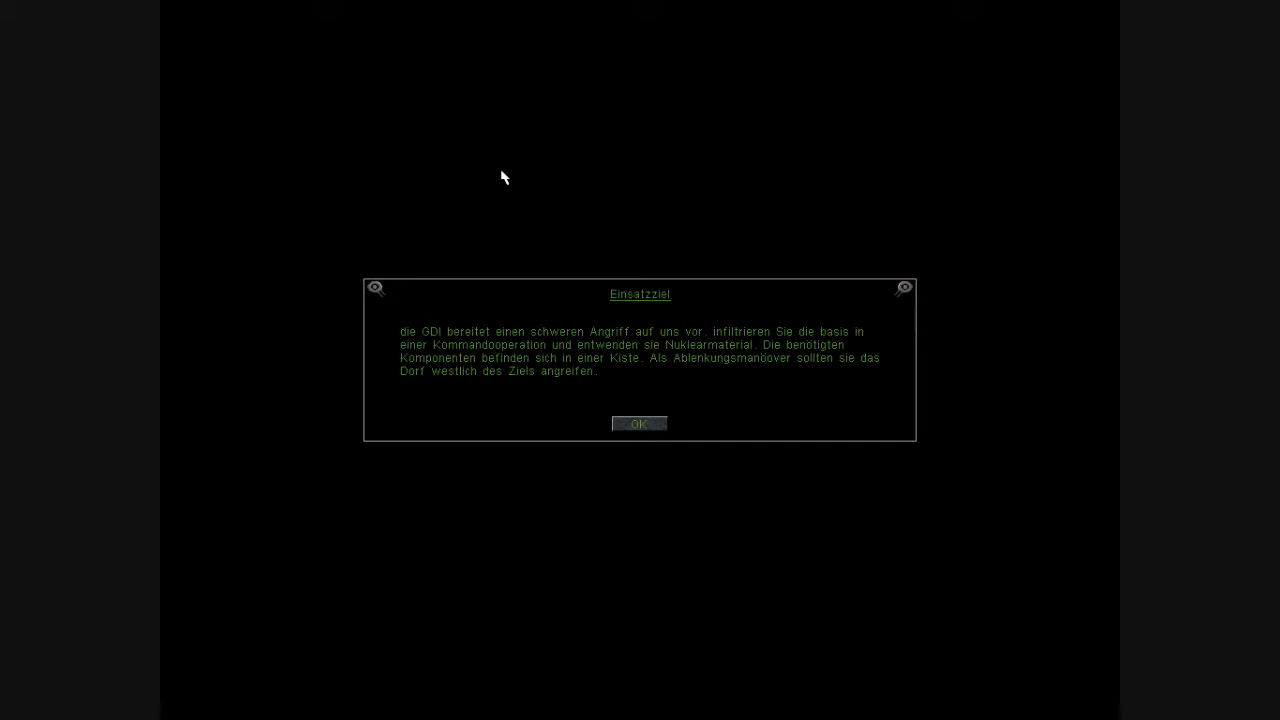 Einsatzziel
die GDI bereitet einen schweren Angriff auf uns vor. infiltrieren Sie die basis in
einer Kommandooperation und entwenden sie Nuklearmaterial. Die benötigten
Komponenten befinden sich in einer Kiste. Als Ablenkungsmanöover sollten sie das
Dorf westlich des Ziels angreifen.
OK